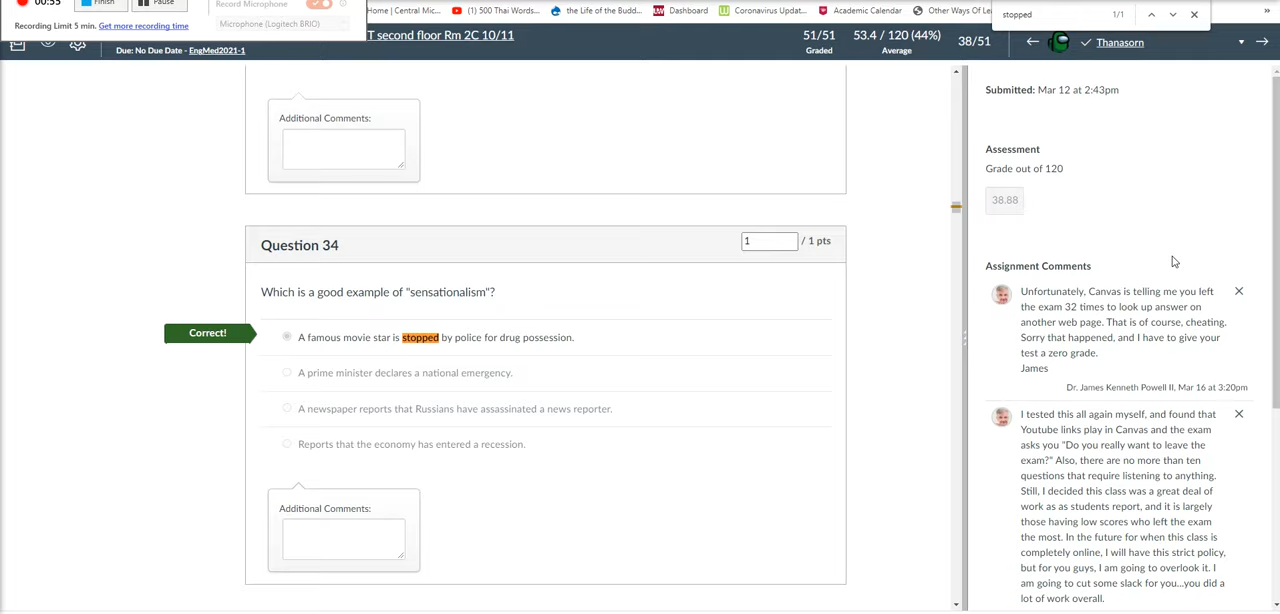 00:55
Finish
Pause
Record Microphone
Recording Limit 5 min. Get more recording time
Microphone (Logitech BRIO)
Home | Central Mic...
(1) 500 Thai Words...
the Life of the Budd...
Dashboard
Coronavirus Updat...
Academic Calendar
Other Ways Of Le
»
stopped
1/1
T second floor Rm 2C 10/11
Due: No Due Date - EngMed2021-1
51/51
Graded
53.4 / 120 (44%)
Average
38/51
Thanasorn
Additional Comments:
Question 34
1
/ 1 pts
Which is a good example of "sensationalism"?
Correct!
A famous movie star is stopped by police for drug possession.
A prime minister declares a national emergency.
A newspaper reports that Russians have assassinated a news reporter.
Reports that the economy has entered a recession.
Additional Comments:
Submitted: Mar 12 at 2:43pm
Assessment
Grade out of 120
38.88
Assignment Comments
Unfortunately, Canvas is telling me you left
the exam 32 times to look up answer on
another web page. That is of course, cheating.
Sorry that happened, and I have to give your
test a zero grade.
James
Dr. James Kenneth Powell II, Mar 16 at 3:20pm
I tested this all again myself, and found that
Youtube links play in Canvas and the exam
asks you "Do you really want to leave the
exam?" Also, there are no more than ten
questions that require listening to anything.
Still, I decided this class was a great deal of
work as as students report, and it is largely
those having low scores who left the exam
the most. In the future for when this class is
completely online, I will have this strict policy,
but for you guys, I am going to overlook it. I
am going to cut some slack for you...you did a
lot of work overall.